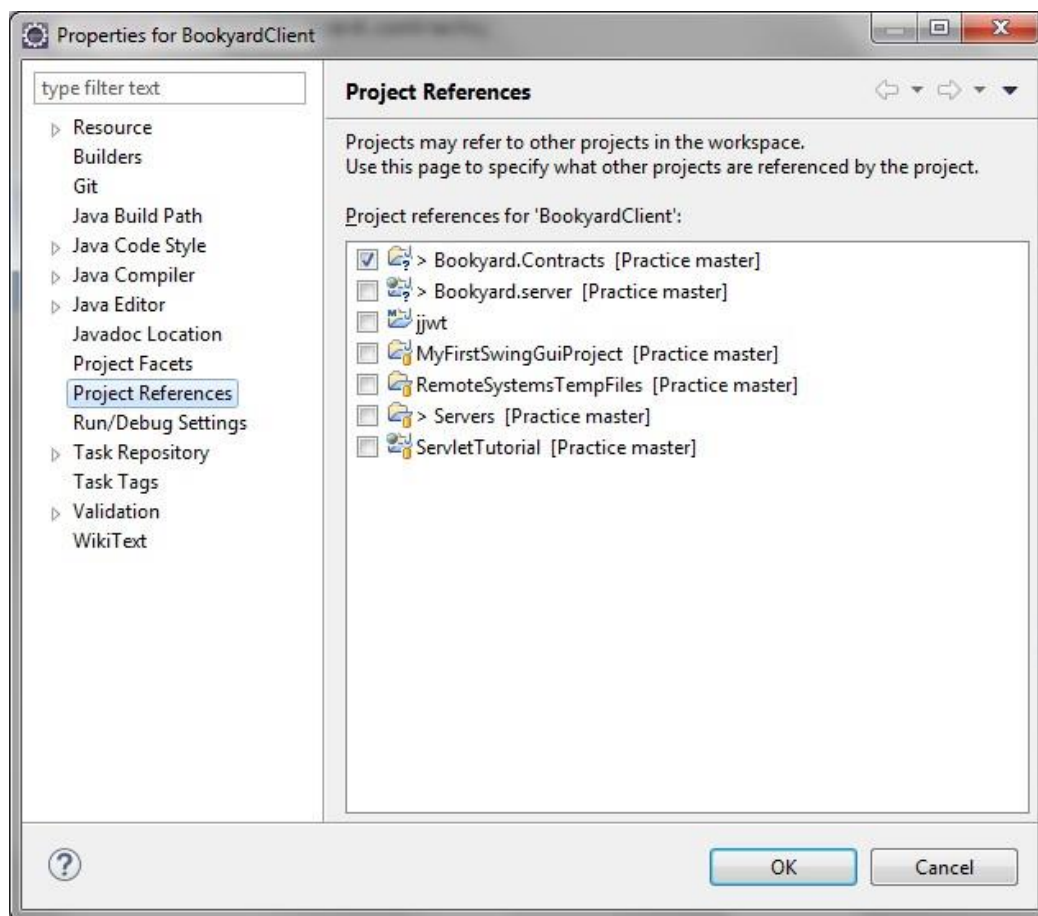 Properties for BookyardClient
type filter text
Resource
Builders
Git
Java Build Path
Java Code Style
Java Compiler
Java Editor
Javadoc Location
Project Facets
Project References
Run/Debug Settings
Task Repository
Task Tags
Validation
WikiText
Project References
Projects may refer to other projects in the workspace.
Use this page to specify what other projects are referenced by the project.
Project references for 'BookyardClient':
> Bookyard.Contracts [Practice master]
> Bookyard.server [Practice master]
jjwt
MyFirstSwingGuiProject [Practice master]
RemoteSystemsTempFiles [Practice master]
> Servers [Practice master]
ServletTutorial [Practice master]
OK
Cancel